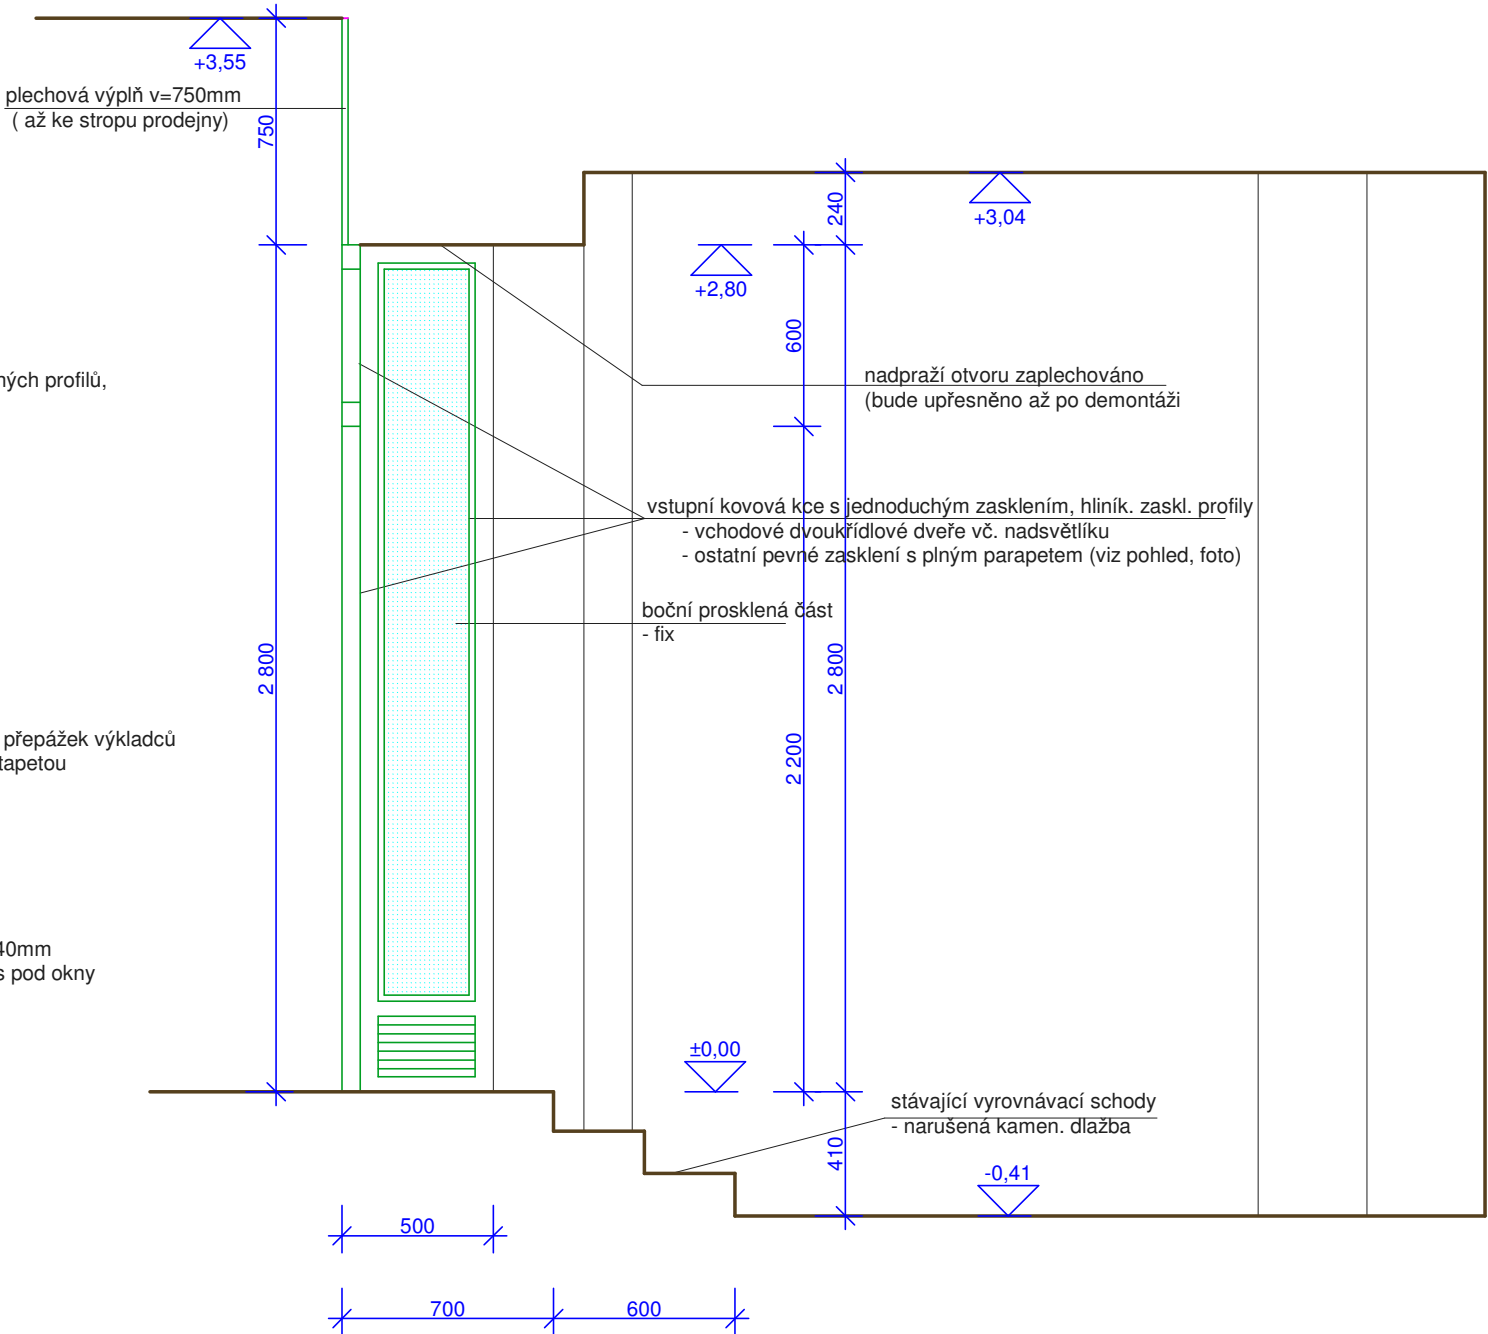 +3,55
plechová výplň v=750mm
( až ke stropu prodejny)
750
240
+3,04
+2,80
600
ných profilů,
nadpraží otvoru zaplechováno
(bude upřesněno až po demontáži
vstupní kovová kce s jednoduchým zasklením, hliník. zaskl. profily
- vchodové dvoukřídlové dveře vč. nadsvětlíku
- ostatní pevné zasklení s plným parapetem (viz pohled, foto)
boční prosklená část
- fix
2 800
2 800
přepážek výkladců
tapetou
2 200
40mm
s pod okny
±0,00
stávající vyrovnávací schody
- narušená kamen. dlažba
410
-0,41
500
700
600